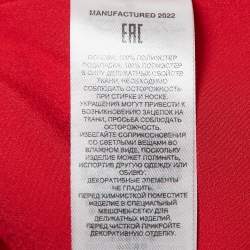 MANUFACTURED 2022
EAC
ОСНОВА: 100% ПОЛИЭСТЕР
ПОДКЛАДКА: 100% ПОЛИЭСТЕР
В СИЛУ ДЕЛИКАТНЫХ СВОЙСТВ
ТКАНИ, НЕОБХОДИМО
СОБЛЮДАТЬ ОСТОРОЖНОСТЬ
ПРИ СТИРКЕ И НОСКЕ.
УКРАШЕНИЯ МОГУТ ПРИВЕСТИ К
ВОЗНИКНОВЕНИЮ ЗАЦЕПОК НА
ТКАНИ, ПРОСЬБА СОБЛЮДАТЬ
ОСТОРОЖНОСТЬ.
ИЗБЕГАЙТЕ СОПРИКОСНОВЕНИЯ
СО СВЕТЛЫМИ ВЕЩАМИ ВО
ВЛАЖНОМ ВИДЕ, ПОСКОЛЬКУ
ИЗДЕЛИЕ МОЖЕТ ПОЛИНЯТЬ,
ИСПОРТИВ ДРУГУЮ ОДЕЖДУ ИЛИ
ОБУВЬ.
ДЕКОРАТИВНЫЕ ЭЛЕМЕНТЫ
НЕ ГЛАДИТЬ.
ПЕРЕД ХИМЧИСТКОЙ ПОМЕСТИТЕ
ИЗДЕЛИЕ В СПЕЦИАЛЬНЫЙ
МЕШОЧЕК-СЕТКУ ДЛЯ
ДЕЛИКАТНЫХ ИЗДЕЛИЙ.
ПЕРЕД ЧИСТКОЙ ПРИКРОЙТЕ
ДЕКОРАТИВНУЮ ОТДЕЛКУ